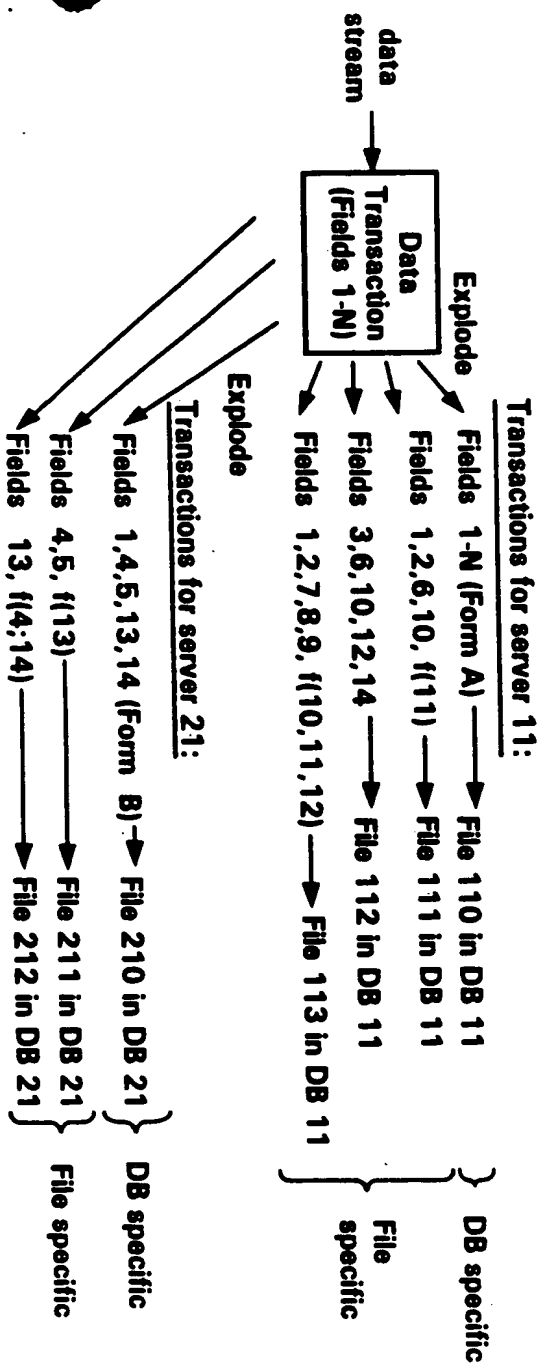 data
stream
Data
Transaction
(Fields 1-N)
Explode
Transactions for server 11:
Fields 1-N (Form A) File 110 in DB 11
Fields 1,2,6,10, f(11) File 111 in DB 11
Fields 3,6,10,12,14 File 112 in DB 11
Fields 1,2,7,8,9, f(10,11,12) File 113 in DB 11
DB specific
File
specific
Explode
Transactions for server 21:
Fields 1,4,5,13,14 (Form B) File 210 in DB 21
Fields 4,5, f(13) File 211 in DB 21
Fields 13, f(4;14) File 212 in DB 21
DB specific
File specific